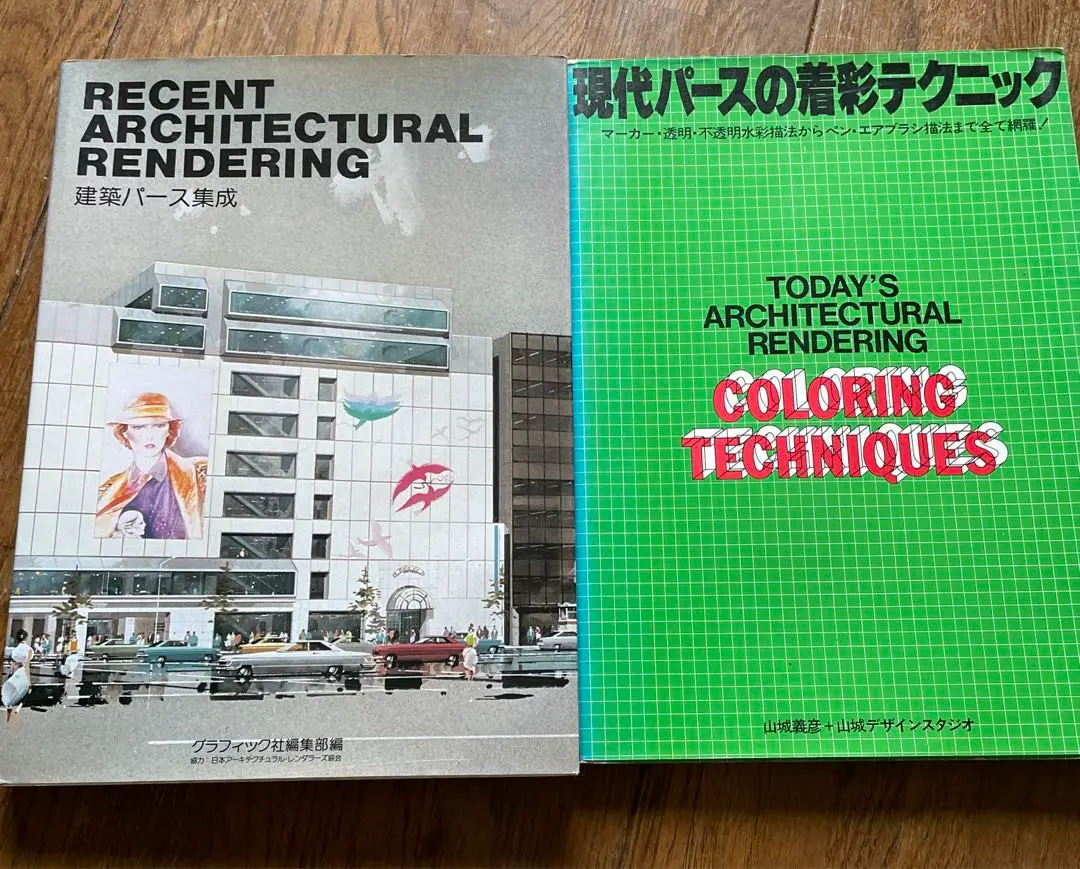 RECENT
ARCHITECTURAL
RENDERING
建築パース集成
グラフィック社編集部編
協力：日本アーキテクチュラル・レンダラーズ協会
現代パースの着彩テクニック
マーカー・透明・不透明水彩描法からペン・エアブラシ描法まで全て網羅！
TODAY'S
ARCHITECTURAL
RENDERING
COLORING
TECHNIQUES
山城義彦＋山城デザインスタジオ